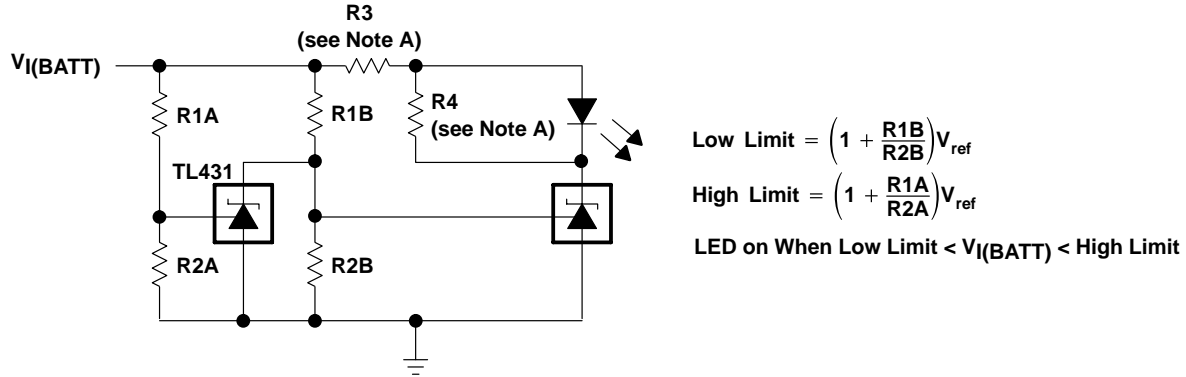 R3
(see Note A)
VI(BATT)
R1A
R1B
R4
(see Note A)
TL431
R2A
R2B
Low Limit = (1 + R1B/R2B)Vref
High Limit = (1 + R1A/R2A)Vref
LED on When Low Limit < VI(BATT) < High Limit